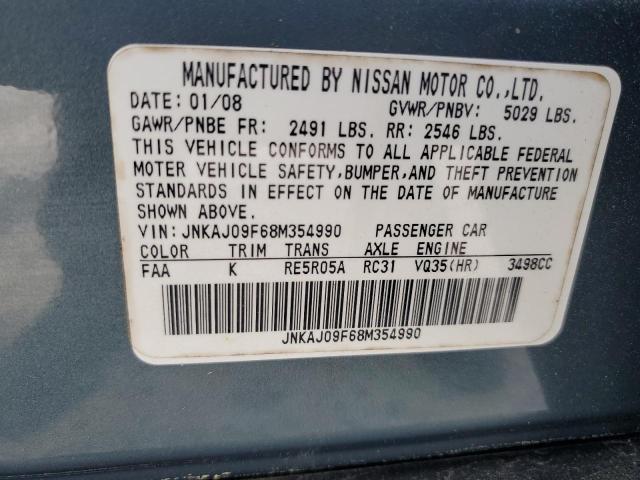 MANUFACTURED BY NISSAN MOTOR CO.,LTD.
DATE: 01/08 GVWR/PNBV: 5029 LBS.
GAWR/PNBE FR: 2491 LBS. RR: 2546 LBS.
THIS VEHICLE CONFORMS TO ALL APPLICABLE FEDERAL
MOTER VEHICLE SAFETY,BUMPER,AND THEFT PREVENTION
STANDARDS IN EFFECT ON THE DATE OF MANUFACTURE
SHOWN ABOVE.
VIN: JNKAJ09F68M354990 PASSENGER CAR
COLOR TRIM TRANS AXLE ENGINE
FAA K RE5R05A RC31 VQ35(HR) 3498CC
JNKAJ09F68M354990